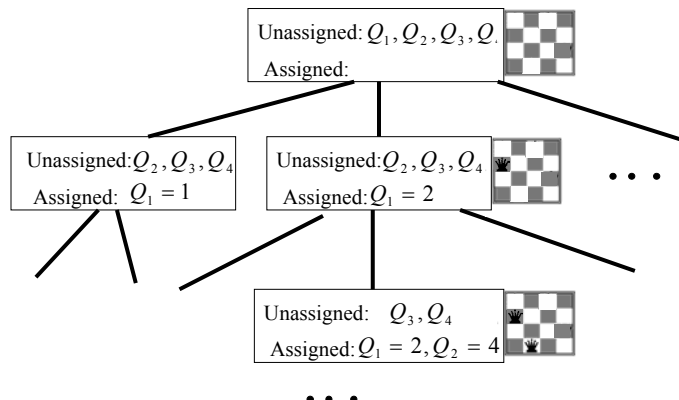 Unassigned: Q₁, Q₂, Q₃, Q
Assigned:
Unassigned: Q₂, Q₃, Q₄
Assigned: Q₁ = 1
Unassigned: Q₂, Q₃, Q₄
Assigned: Q₁ = 2
• • •
Unassigned: Q₃, Q₄
Assigned: Q₁ = 2, Q₂ = 4
• • •